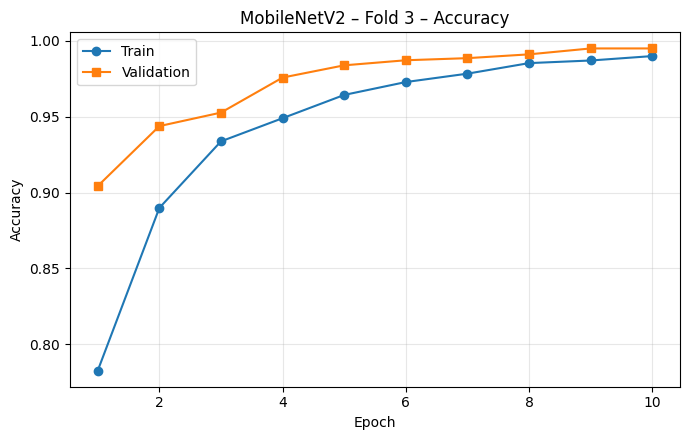 MobileNetV2 – Fold 3 – Accuracy
Train
Validation
Accuracy
1.00
0.95
0.90
0.85
0.80
2 4 6 8 10
Epoch